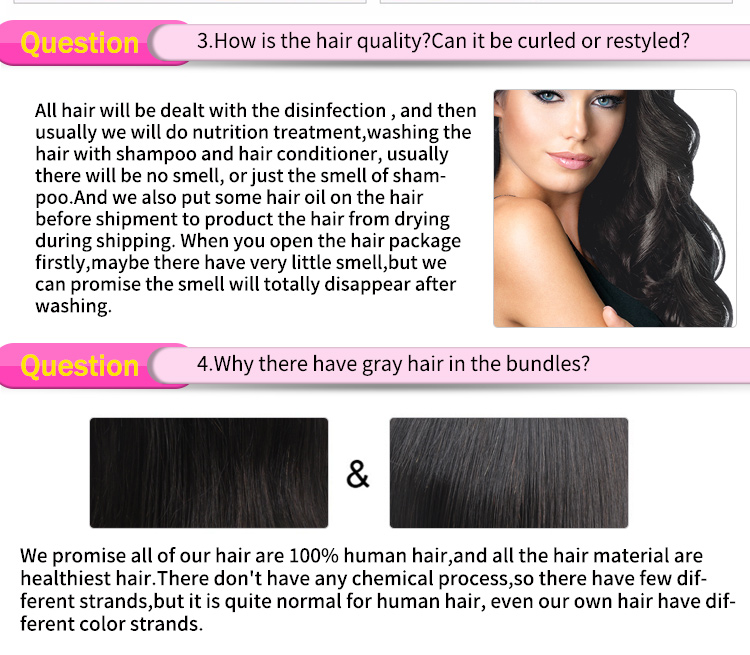 Question
3.How is the hair quality?Can it be curled or restyled?
All hair will be dealt with the disinfection , and then
usually we will do nutrition treatment,washing the
hair with shampoo and hair conditioner, usually
there will be no smell, or just the smell of sham-
poo.And we also put some hair oil on the hair
before shipment to product the hair from drying
during shipping. When you open the hair package
firstly,maybe there have very little smell,but we
can promise the smell will totally disappear after
washing.
Question
4.Why there have gray hair in the bundles?
&
We promise all of our hair are 100% human hair,and all the hair material are
healthiest hair.There don't have any chemical process,so there have few dif-
ferent strands,but it is quite normal for human hair, even our own hair have dif-
ferent color strands.